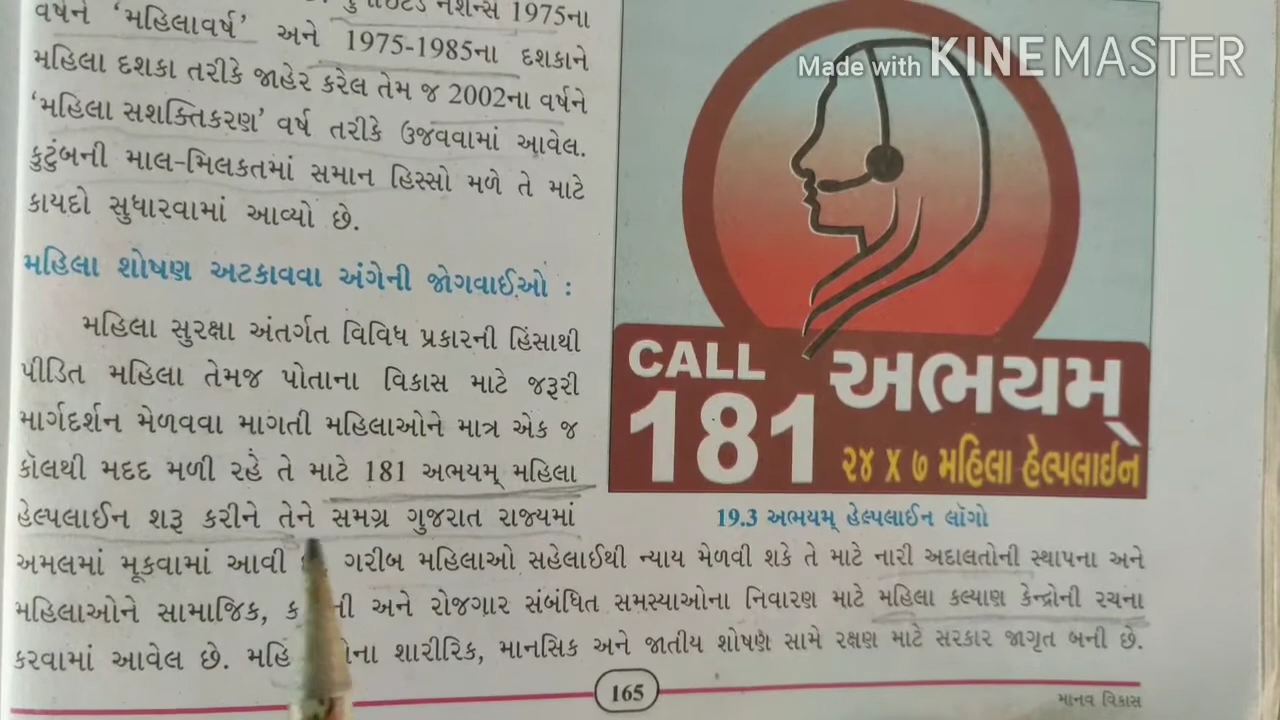 વર્ષને ‘મહિલાવર્ષ’ અને 1975-1985ના દશકાને
નેશન્સ 1975ના
મહિલા દશકા તરીકે જાહેર કરેલ તેમ જ 2002ના વર્ષને
‘મહિલા સશક્તિકરણ’ વર્ષ તરીકે ઉજવવામાં આવેલ.
કુટુંબની માલ-મિલકતમાં સમાન હિસ્સો મળે તે માટે
કાયદો સુધારવામાં આવ્યો છે.
મહિલા શોષણ અટકાવવા અંગેની જોગવાઈઓ :
મહિલા સુરક્ષા અંતર્ગત વિવિધ પ્રકારની હિંસાથી
પીડિત મહિલા તેમજ પોતાના વિકાસ માટે જરૂરી
માર્ગદર્શન મેળવવા માગતી મહિલાઓને માત્ર એક જ
કૉલથી મદદ મળી રહે તે માટે 181 અભયમ્ મહિલા
હેલ્પલાઈન શરૂ કરીને તેને સમગ્ર ગુજરાત રાજ્યમાં
અમલમાં મૂકવામાં આવી ગરીબ મહિલાઓ સહેલાઈથી ન્યાય મેળવી શકે તે માટે નારી અદાલતોની સ્થાપના અને
મહિલાઓને સામાજિક, અને રોજગાર સંબંધિત સમસ્યાઓના નિવારણ માટે મહિલા કલ્યાણ કેન્દ્રોની રચના
કરવામાં આવેલ છે. શારીરિક, માનસિક અને જાતીય શોષણ સામે રક્ષણ માટે સરકાર જાગૃત બની છે.
Made with KINEMASTER
CALL
181
અભયમ્
૨૪ X ૭ મહિલા હેલ્પલાઈન
19.3 અભયમ્ હેલ્પલાઈન લૉગો
165
માનવ વિકાસ